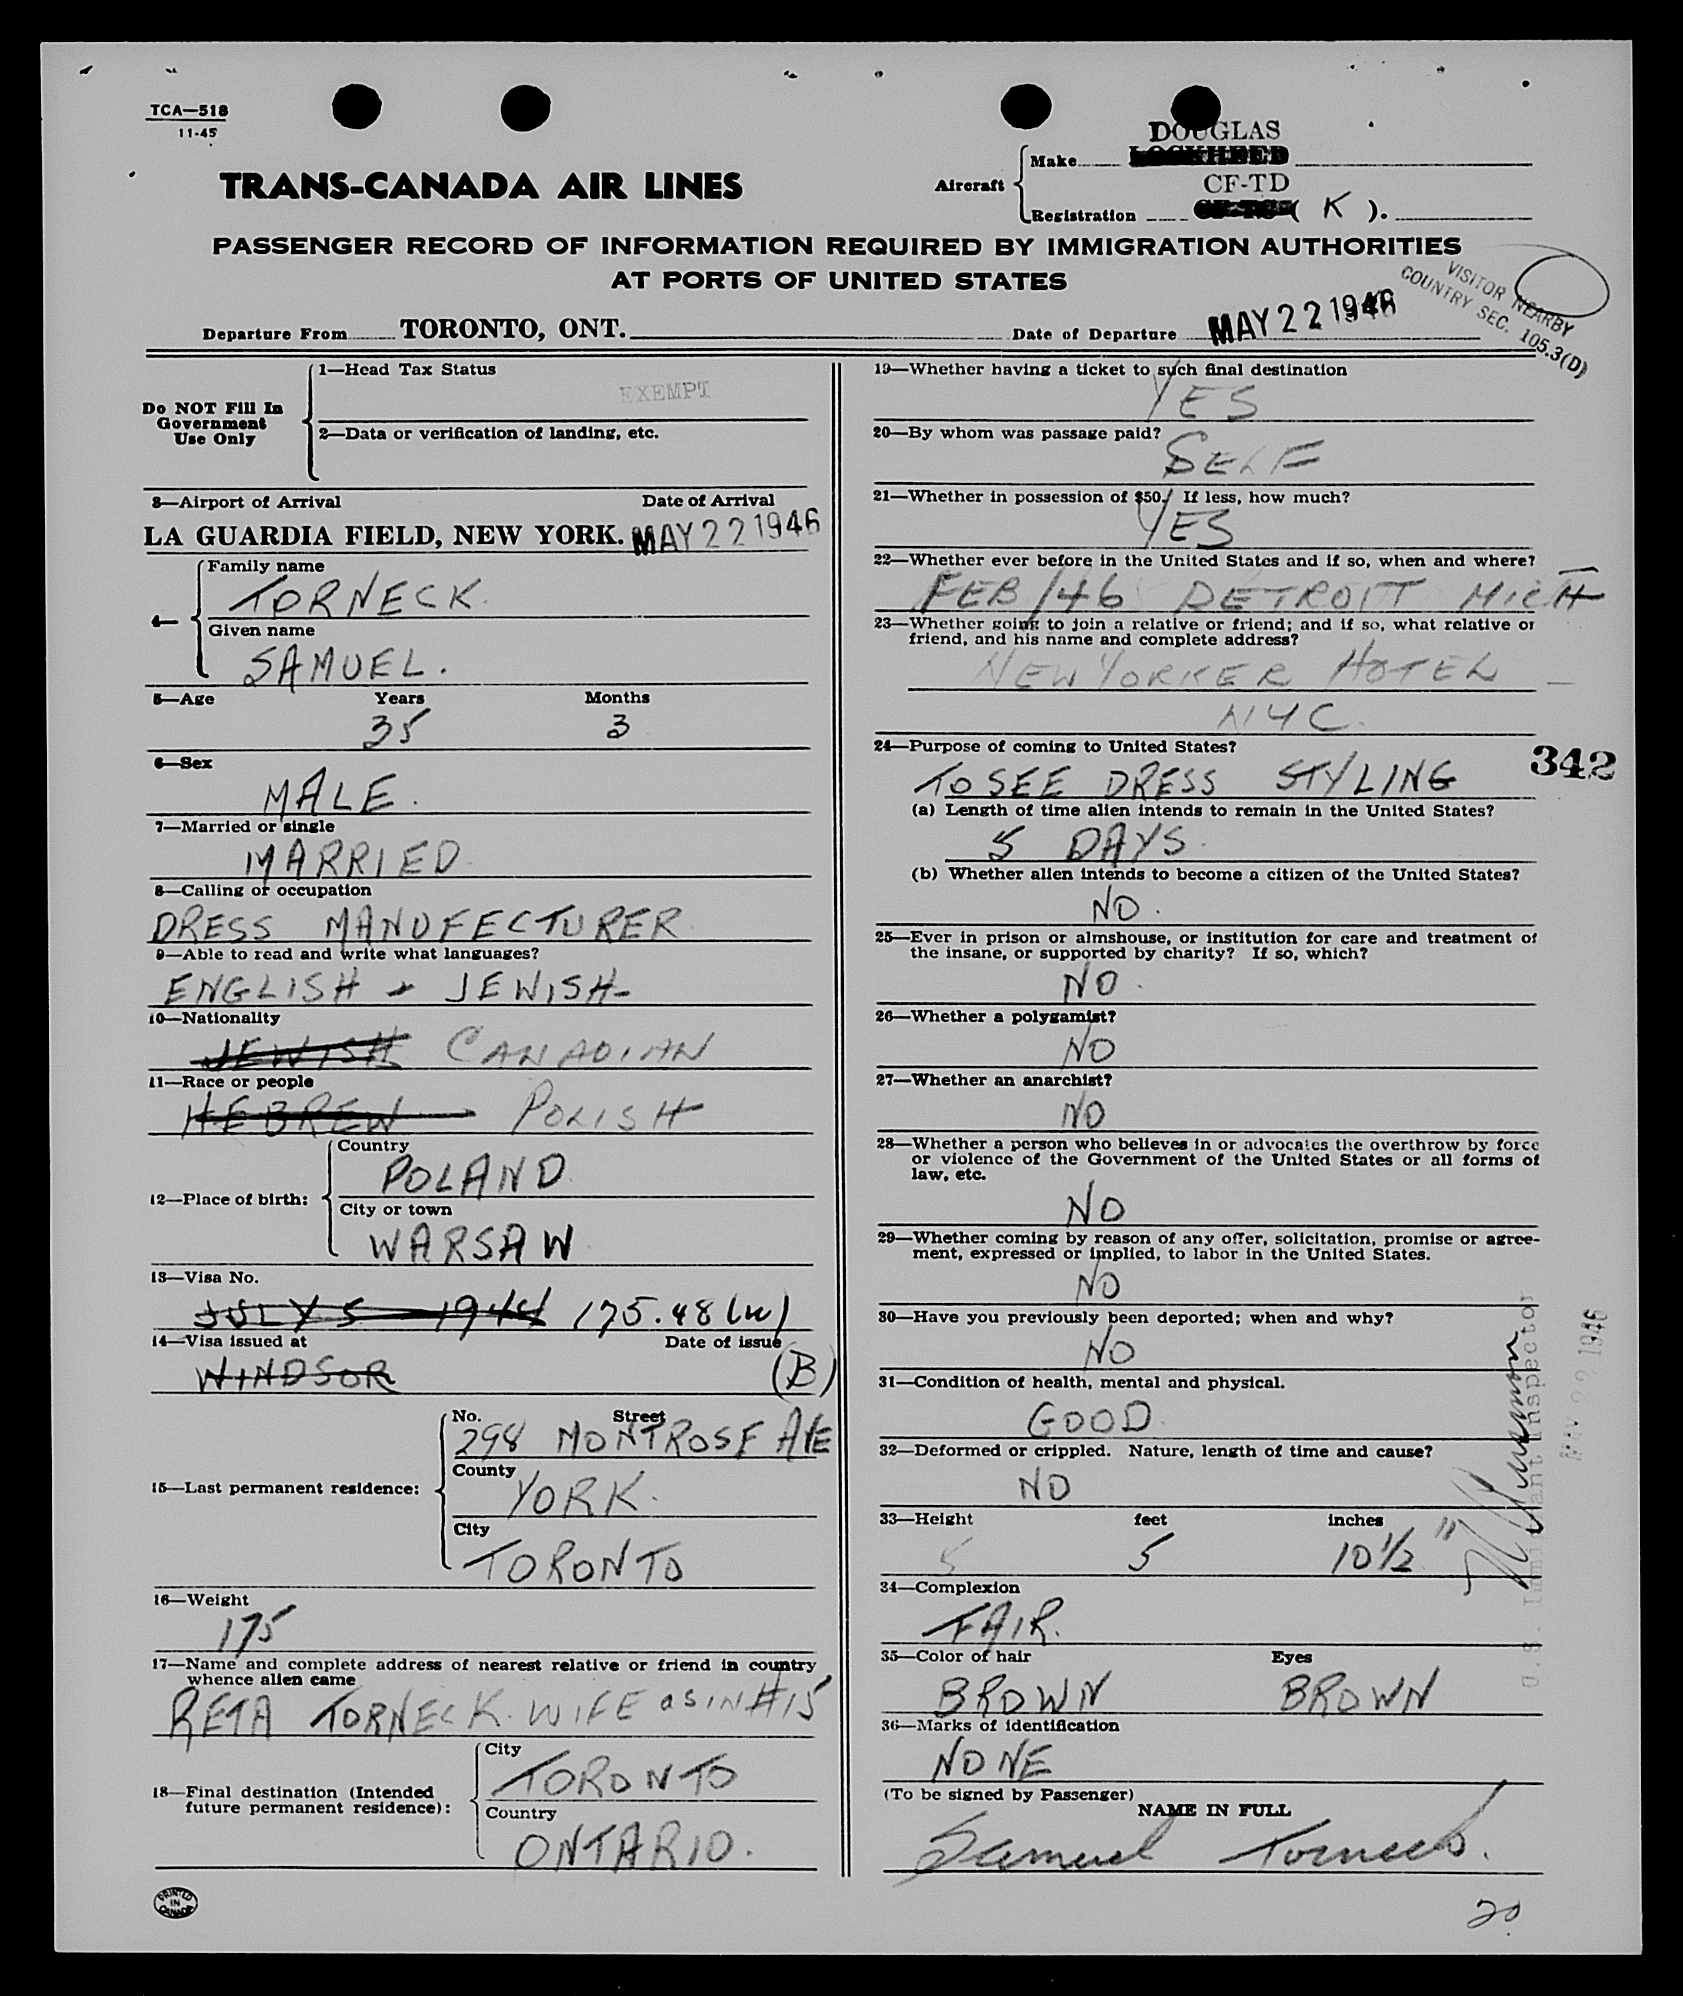 TCA—518
11-45
DOUGLAS
Aircraft
Make
LOCKHEED
CF-TD
Registration ( K ).
TRANS-CANADA AIR LINES
PASSENGER RECORD OF INFORMATION REQUIRED BY IMMIGRATION AUTHORITIES
AT PORTS OF UNITED STATES
VISITOR NEARBY
COUNTRY SEC. 105.3(D)
Departure From TORONTO, ONT. Date of Departure MAY 22 1946
Do NOT Fill In
Government
Use Only
1—Head Tax Status
EXEMPT
2—Data or verification of landing, etc.
3—Airport of Arrival Date of Arrival
LA GUARDIA FIELD, NEW YORK. MAY 22 1946
4—
Family name
TORNECK.
Given name
SAMUEL.
5—Age Years Months
35 3
6—Sex
MALE.
7—Married or single
MARRIED.
8—Calling or occupation
DRESS MANUFECTURER
9—Able to read and write what languages?
ENGLISH + JEWISH-
10—Nationality
JEWISH CANADIAN
11—Race or people
HEBREW POLISH
12—Place of birth:
Country
POLAND.
City or town
WARSAW.
13—Visa No.
JULY 5 1944 175.48(w)
14—Visa issued at Date of issue
WINDSOR (B)
15—Last permanent residence:
No. Street
298 MONTROSE AVE
County
YORK.
City
TORONTO
16—Weight
175
17—Name and complete address of nearest relative or friend in country
whence alien came
RETA TORNECK. WIFE as in #15
18—Final destination (Intended
future permanent residence):
City
TORONTO
Country
ONTARIO.
PRINTED
IN
CANADA
19—Whether having a ticket to such final destination
YES
20—By whom was passage paid?
SELF
21—Whether in possession of $50. If less, how much?
YES
22—Whether ever before in the United States and if so, when and where?
FEB/46 DETROIT MICH
23—Whether going to join a relative or friend; and if so, what relative or
friend, and his name and complete address?
NEW YORKER HOTEL
NYC.
24—Purpose of coming to United States?
342
TO SEE DRESS STYLING
(a) Length of time alien intends to remain in the United States?
5 DAYS.
(b) Whether alien intends to become a citizen of the United States?
NO.
25—Ever in prison or almshouse, or institution for care and treatment of
the insane, or supported by charity? If so, which?
NO.
26—Whether a polygamist?
NO
27—Whether an anarchist?
NO
28—Whether a person who believes in or advocates the overthrow by force
or violence of the Government of the United States or all forms of
law, etc.
NO
29—Whether coming by reason of any offer, solicitation, promise or agree-
ment, expressed or implied, to labor in the United States.
NO
30—Have you previously been deported; when and why?
NO
31—Condition of health, mental and physical.
GOOD.
32—Deformed or crippled. Nature, length of time and cause?
NO
33—Height feet inches
5 5 10½"
34—Complexion
FAIR.
35—Color of hair Eyes
BROWN BROWN
36—Marks of identification
NONE
(To be signed by Passenger)
NAME IN FULL
Samuel Torneck.
U.S. Immigrant Inspector
MAY 22 1946
20